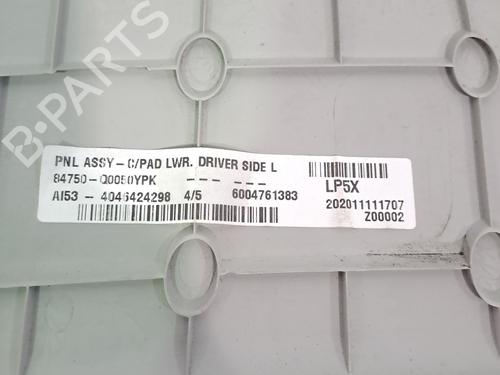 B-PARTS
PNL ASSY-C/PAD LWR. DRIVER SIDE L
84750-Q0050YPK --- ---
AI53 - 4046424298 4/5 6004761383
LP5X
202011111707
Z00002